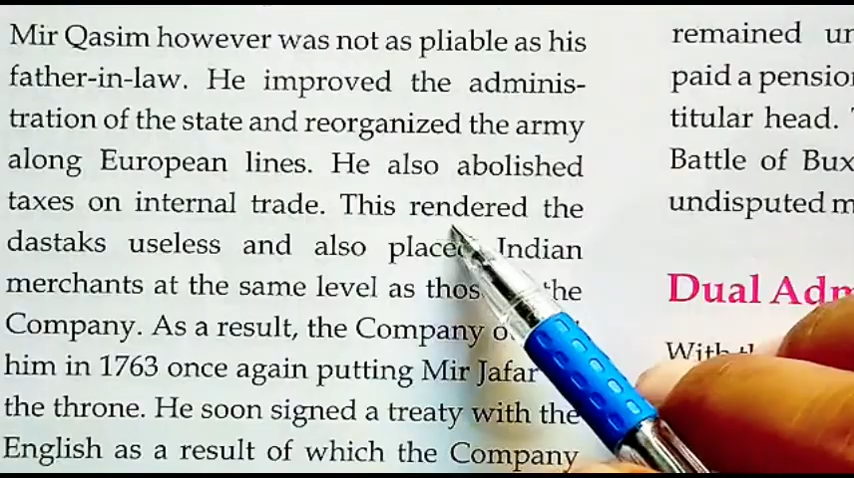 Mir Qasim however was not as pliable as his
father-in-law. He improved the adminis-
tration of the state and reorganized the army
along European lines. He also abolished
taxes on internal trade. This rendered the
dastaks useless and also placed Indian
merchants at the same level as the
Company. As a result, the Company
him in 1763 once again putting Mir Jafar
the throne. He soon signed a treaty with the
English as a result of which the Company
remained
paid a pension
titular head.
Battle of
undisputed
Dual